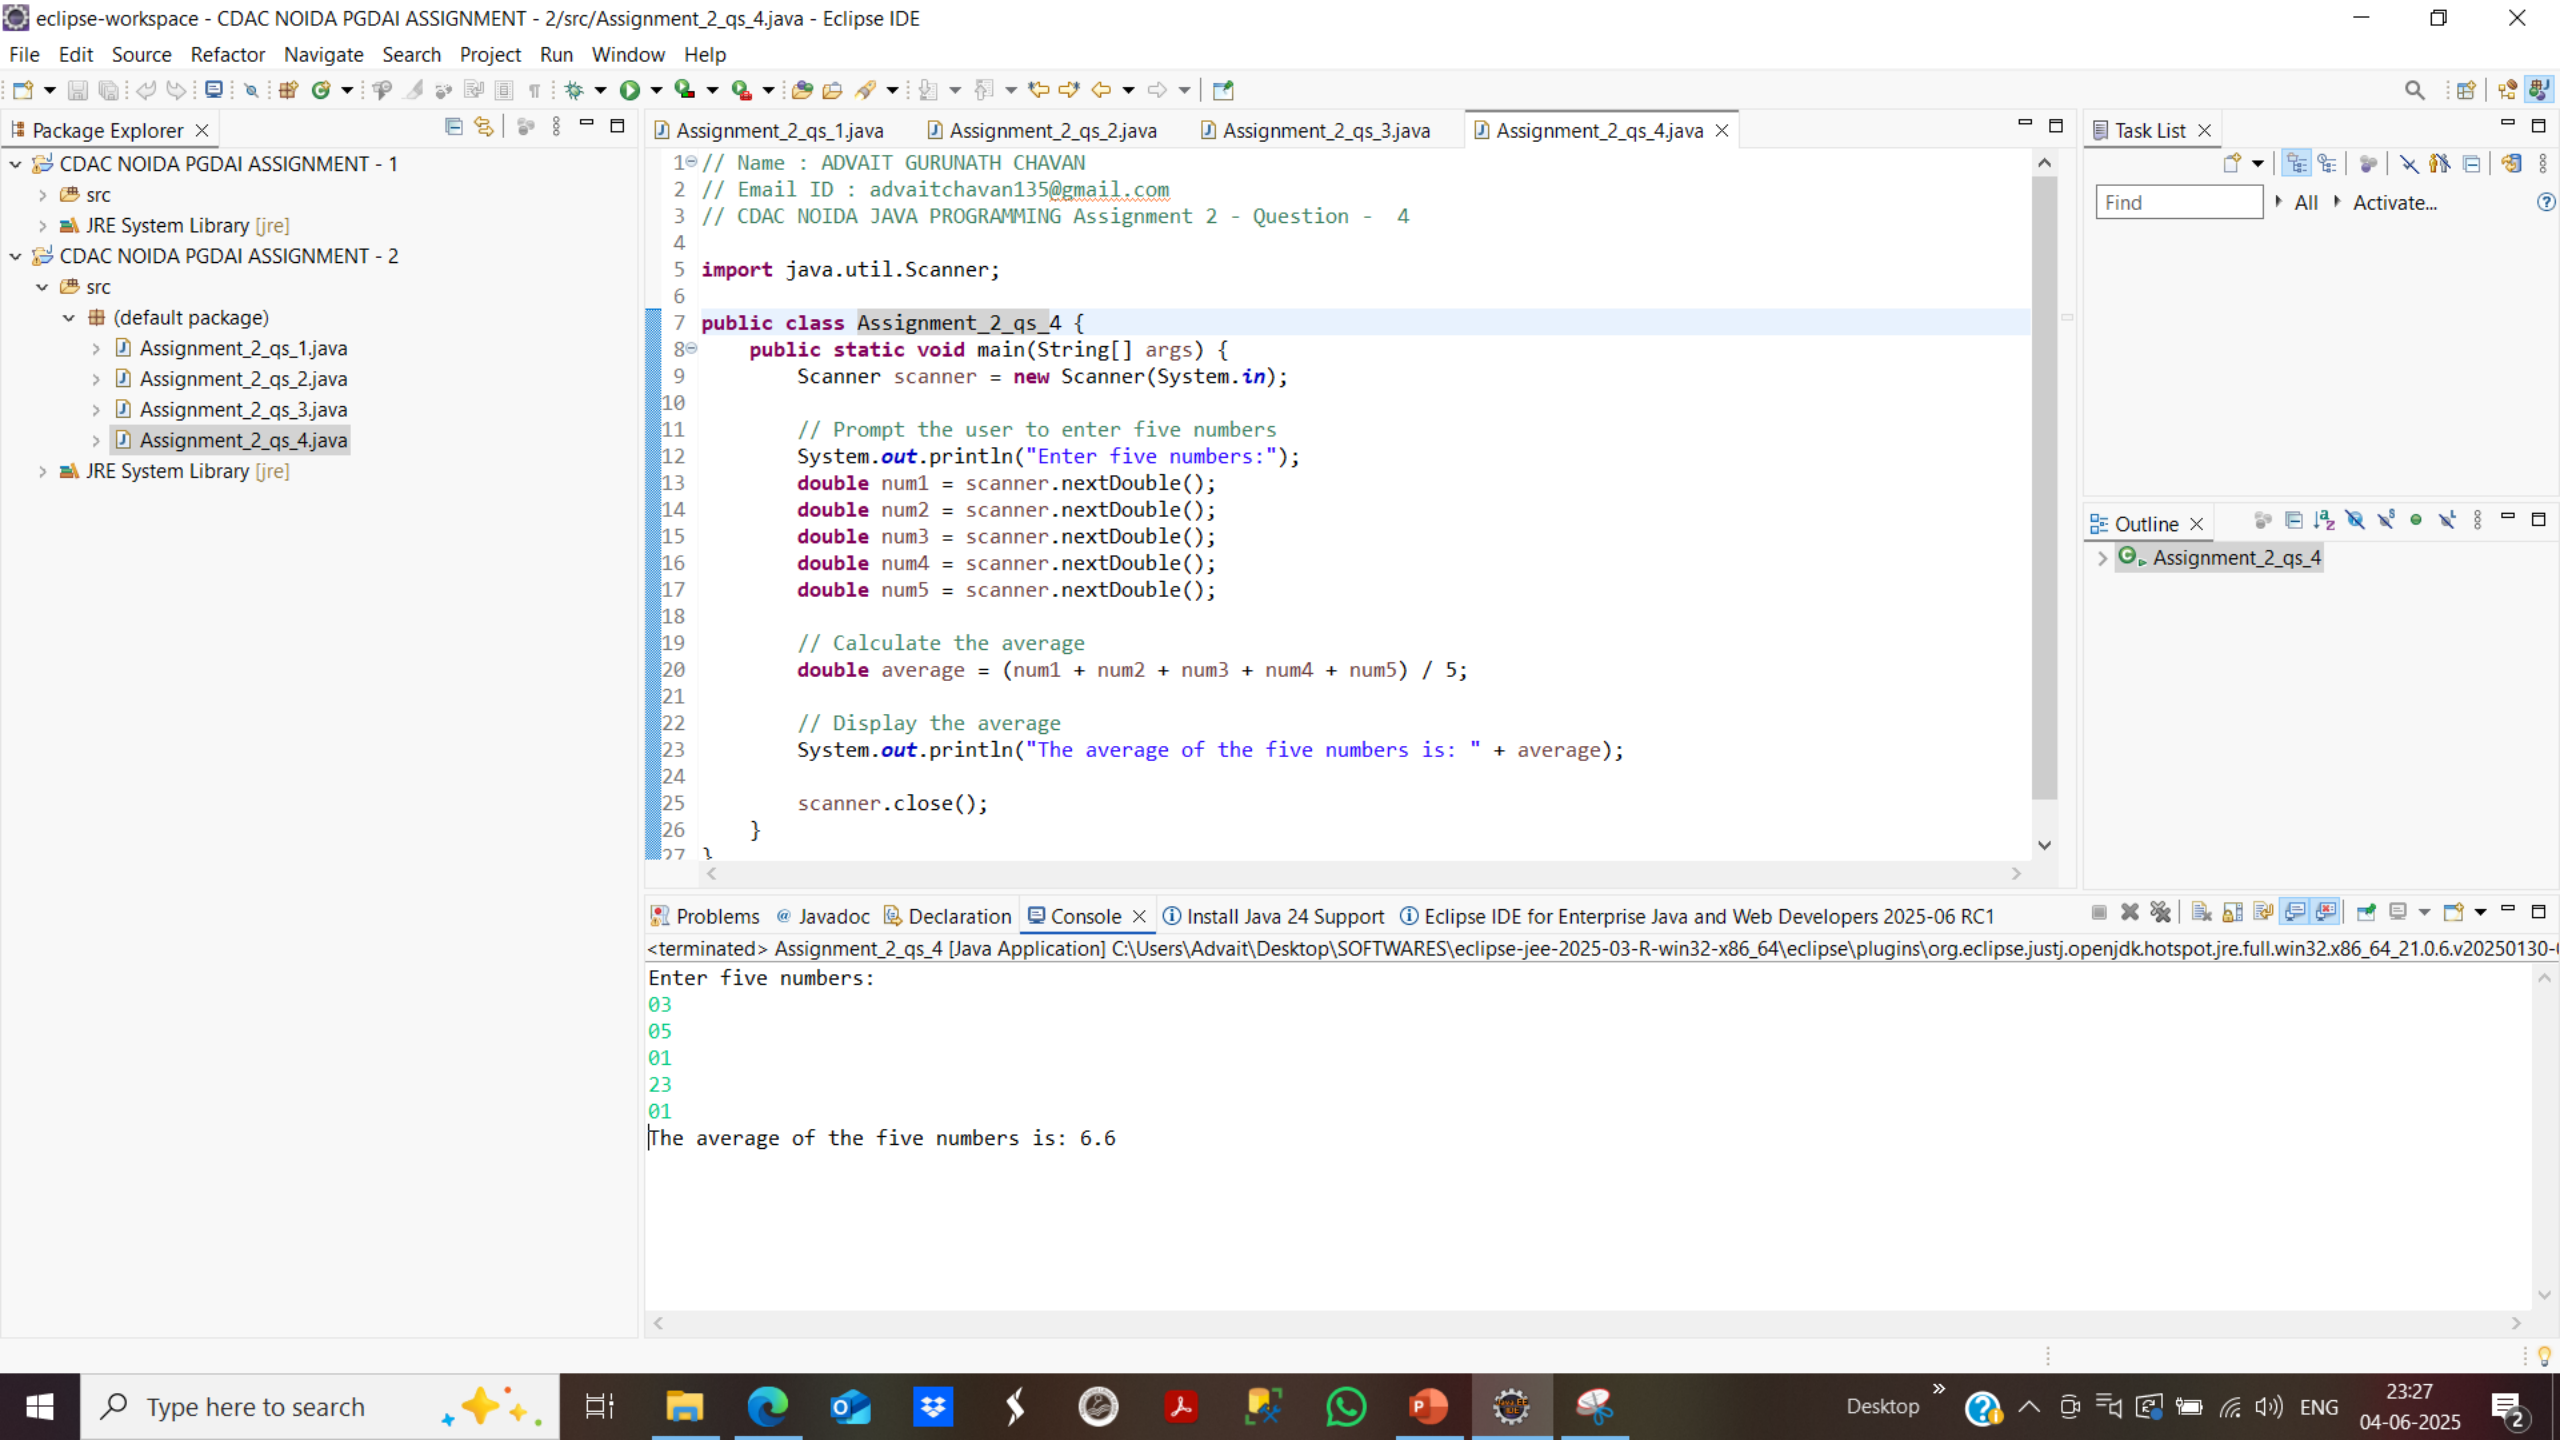 eclipse-workspace - CDAC NOIDA PGDAI ASSIGNMENT - 2/src/Assignment_2_qs_4.java - Eclipse IDE
File Edit Source Refactor Navigate Search Project Run Window Help
Package Explorer
CDAC NOIDA PGDAI ASSIGNMENT - 1
src
JRE System Library [jre]
CDAC NOIDA PGDAI ASSIGNMENT - 2
src
(default package)
Assignment_2_qs_1.java
Assignment_2_qs_2.java
Assignment_2_qs_3.java
Assignment_2_qs_4.java
JRE System Library [jre]
Assignment_2_qs_1.java Assignment_2_qs_2.java Assignment_2_qs_3.java Assignment_2_qs_4.java
1 // Name : ADVAIT GURUNATH CHAVAN
2 // Email ID : advaitchavan135@gmail.com
3 // CDAC NOIDA JAVA PROGRAMMING Assignment 2 - Question -  4
4
5 import java.util.Scanner;
6
7 public class Assignment_2_qs_4 {
8     public static void main(String[] args) {
9         Scanner scanner = new Scanner(System.in);
10
11         // Prompt the user to enter five numbers
12         System.out.println("Enter five numbers:");
13         double num1 = scanner.nextDouble();
14         double num2 = scanner.nextDouble();
15         double num3 = scanner.nextDouble();
16         double num4 = scanner.nextDouble();
17         double num5 = scanner.nextDouble();
18
19         // Calculate the average
20         double average = (num1 + num2 + num3 + num4 + num5) / 5;
21
22         // Display the average
23         System.out.println("The average of the five numbers is: " + average);
24
25         scanner.close();
26     }
27 }
Task List
Find All Activate...
Outline
Assignment_2_qs_4
Problems Javadoc Declaration Console Install Java 24 Support Eclipse IDE for Enterprise Java and Web Developers 2025-06 RC1
<terminated> Assignment_2_qs_4 [Java Application] C:\Users\Advait\Desktop\SOFTWARES\eclipse-jee-2025-03-R-win32-x86_64\eclipse\plugins\org.eclipse.justj.openjdk.hotspot.jre.full.win32.x86_64_21.0.6.v20250130-
Enter five numbers:
03
05
01
23
01
The average of the five numbers is: 6.6
Type here to search
Desktop
ENG
23:27
04-06-2025
2